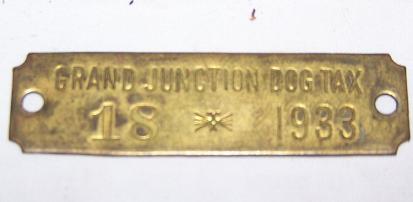 GRAND JUNCTION DOG TAX
18 1933